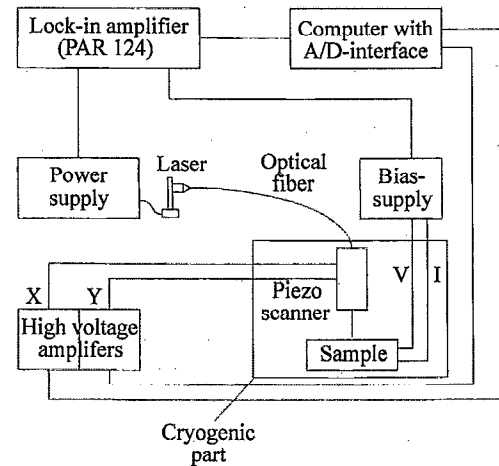 Lock-in amplifier
(PAR 124)
Computer with
A/D-interface
Power
supply
Laser
Optical
fiber
Bias-
supply
X Y
High voltage
amplifers
Piezo
scanner
V I
Sample
Cryogenic
part